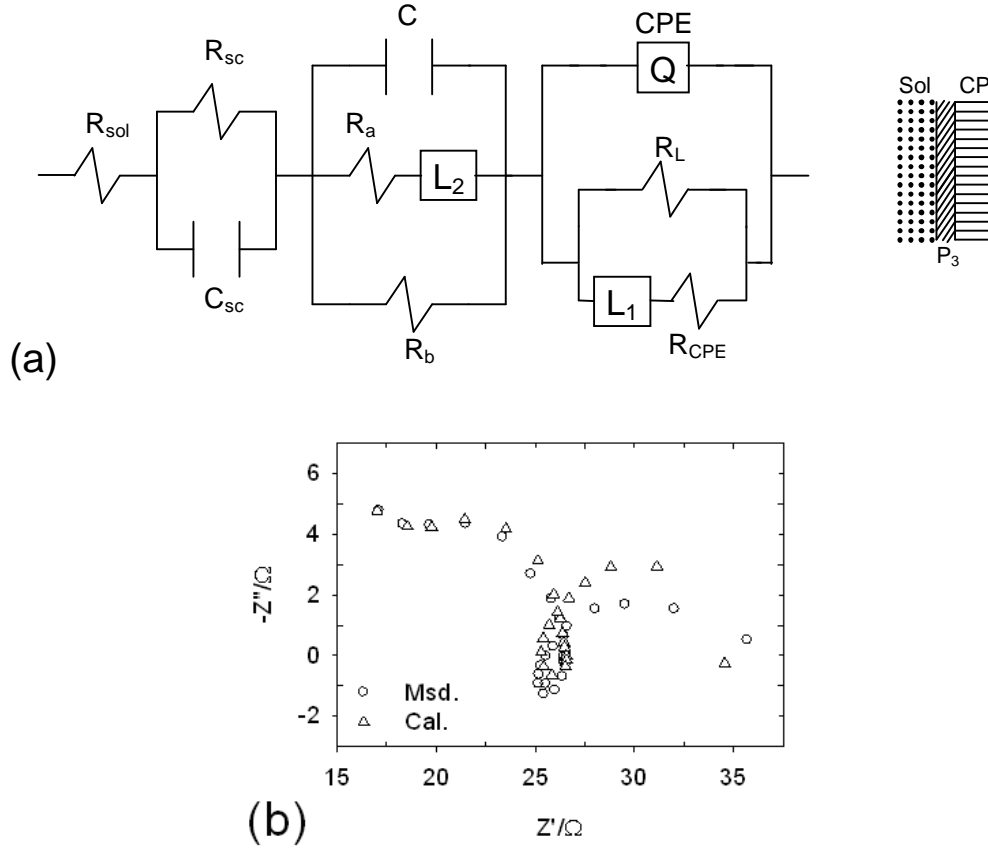 C
CPE
R_sc
Q
Sol
CP
R_sol
R_a
R_L
L_2
P_3
C_sc
L_1
R_b
R_CPE
(a)
6
4
2
0
-2
-Z''/Ω
Msd.
Cal.
15
20
25
30
35
(b)
Z'/Ω